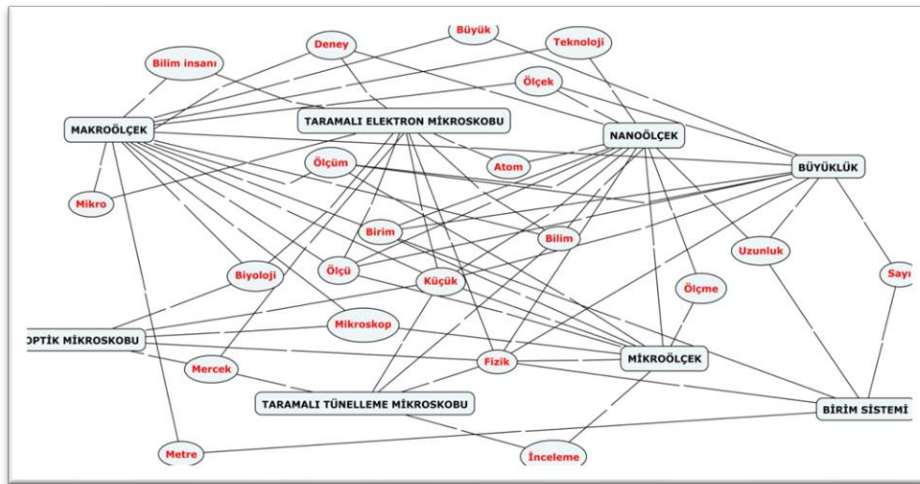 Büyük
Deney
Teknoloji
Bilim insanı
Ölçek
TARAMALI ELEKTRON MİKROSKOBU
MAKROÖLÇEK
NANOÖLÇEK
Ölçüm
Atom
BÜYÜKLÜK
Mikro
Birim
Bilim
Uzunluk
Biyoloji
Ölçü
Küçük
Ölçme
Sayı
Mikroskop
OPTİK MİKROSKOBU
Mercek
Fizik
MİKROÖLÇEK
TARAMALI TÜNELLEME MİKROSKOBU
BİRİM SİSTEMİ
Metre
İnceleme